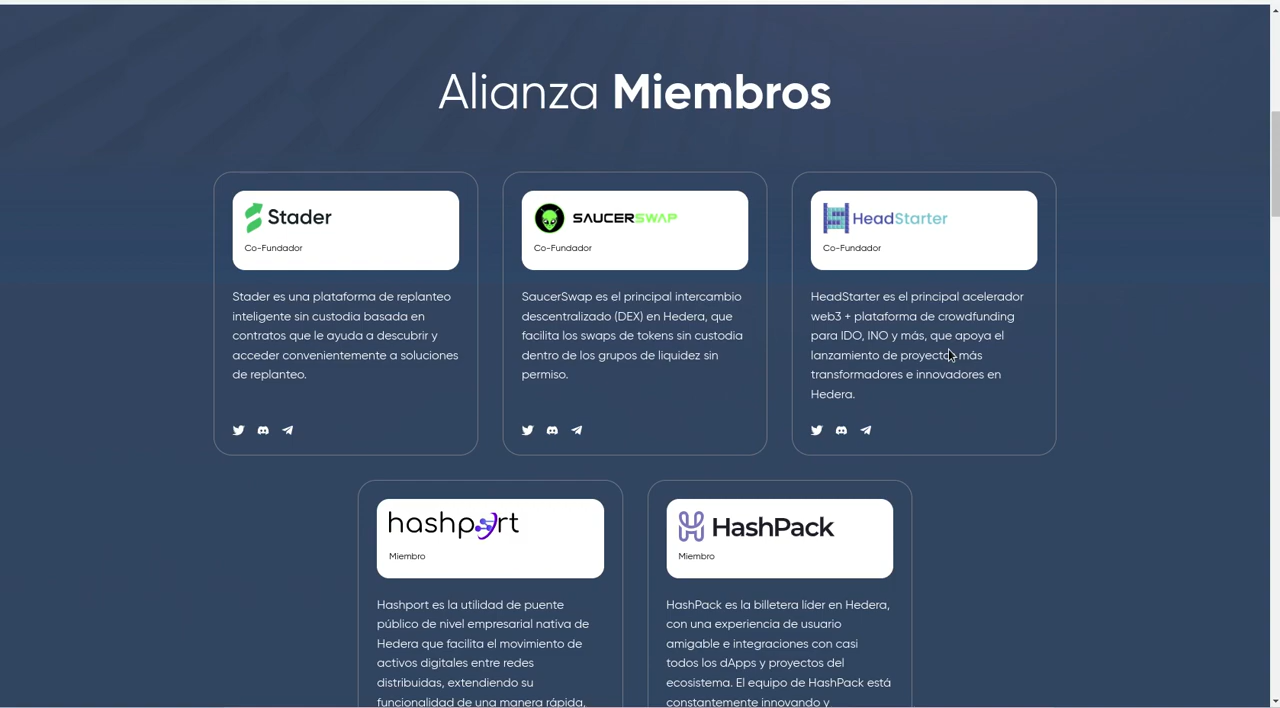 Alianza Miembros
Stader
Co-Fundador
Stader es una plataforma de replanteo
inteligente sin custodia basada en
contratos que le ayuda a descubrir y
acceder convenientemente a soluciones
de replanteo.
SAUCERSWAP
Co-Fundador
SaucerSwap es el principal intercambio
descentralizado (DEX) en Hedera, que
facilita los swaps de tokens sin custodia
dentro de los grupos de liquidez sin
permiso.
HeadStarter
Co-Fundador
HeadStarter es el principal acelerador
web3 + plataforma de crowdfunding
para IDO, INO y más, que apoya el
lanzamiento de proyectos más
transformadores e innovadores en
Hedera.
hashport
Miembro
Hashport es la utilidad de puente
público de nivel empresarial nativa de
Hedera que facilita el movimiento de
activos digitales entre redes
distribuidas, extendiendo su
funcionalidad de una manera rápida,
HashPack
Miembro
HashPack es la billetera líder en Hedera,
con una experiencia de usuario
amigable e integraciones con casi
todos los dApps y proyectos del
ecosistema. El equipo de HashPack está
constantemente innovando y